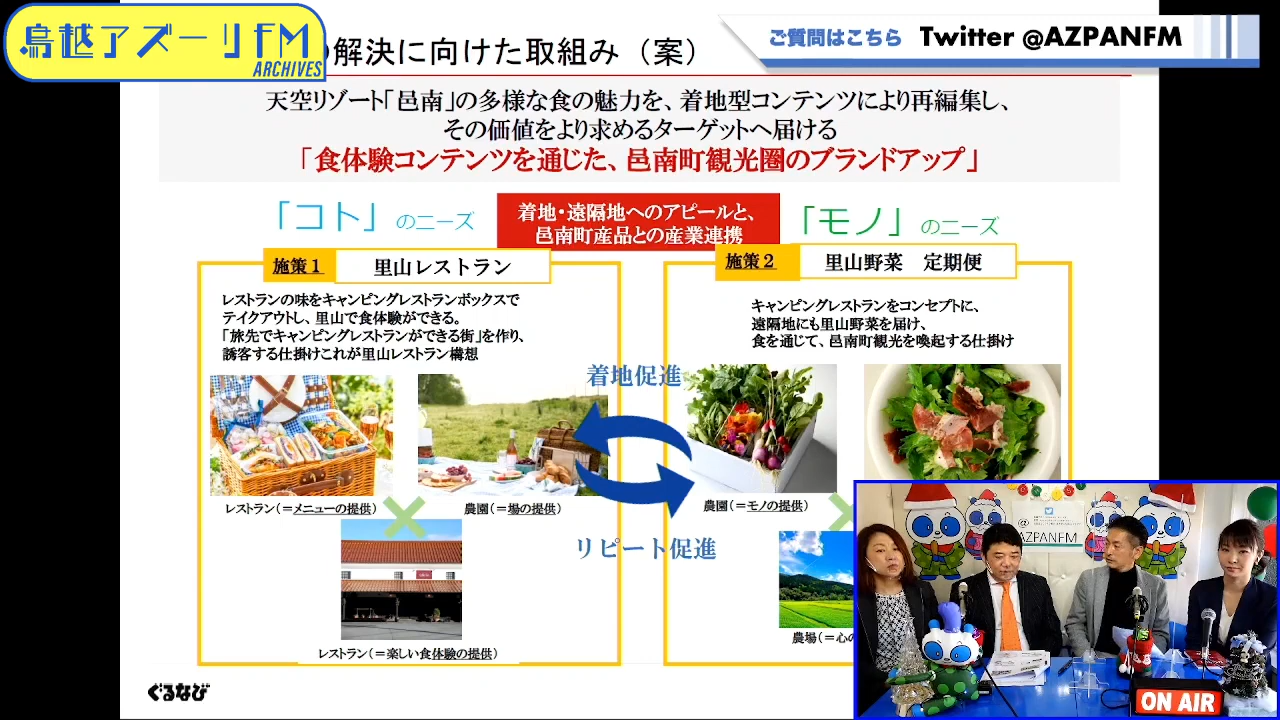 鳥越アズーリFM
ARCHIVES
の解決に向けた取組み（案）
ご質問はこちら Twitter @AZPANFM
天空リゾート「邑南」の多様な食の魅力を、着地型コンテンツにより再編集し、
その価値をより求めるターゲットへ届ける
「食体験コンテンツを通じた、邑南町観光圏のブランドアップ」
「コト」のニーズ
着地・遠隔地へのアピールと、
邑南町産品との産業連携
「モノ」のニーズ
施策１ 里山レストラン
施策２ 里山野菜　定期便
レストランの味をキャンピングレストランボックスで
テイクアウトし、里山で食体験ができる。
「旅先でキャンピングレストランができる街」を作り、
誘客する仕掛けこれが里山レストラン構想
キャンピングレストランをコンセプトに、
遠隔地にも里山野菜を届け、
食を通じて、邑南町観光を喚起する仕掛け
着地促進
レストラン（＝メニューの提供）
農園（＝場の提供）
農園（＝モノの提供）
リピート促進
レストラン（＝楽しい食体験の提供）
農場（＝心の
ぐるなび
@
AZPANFM
ON AIR